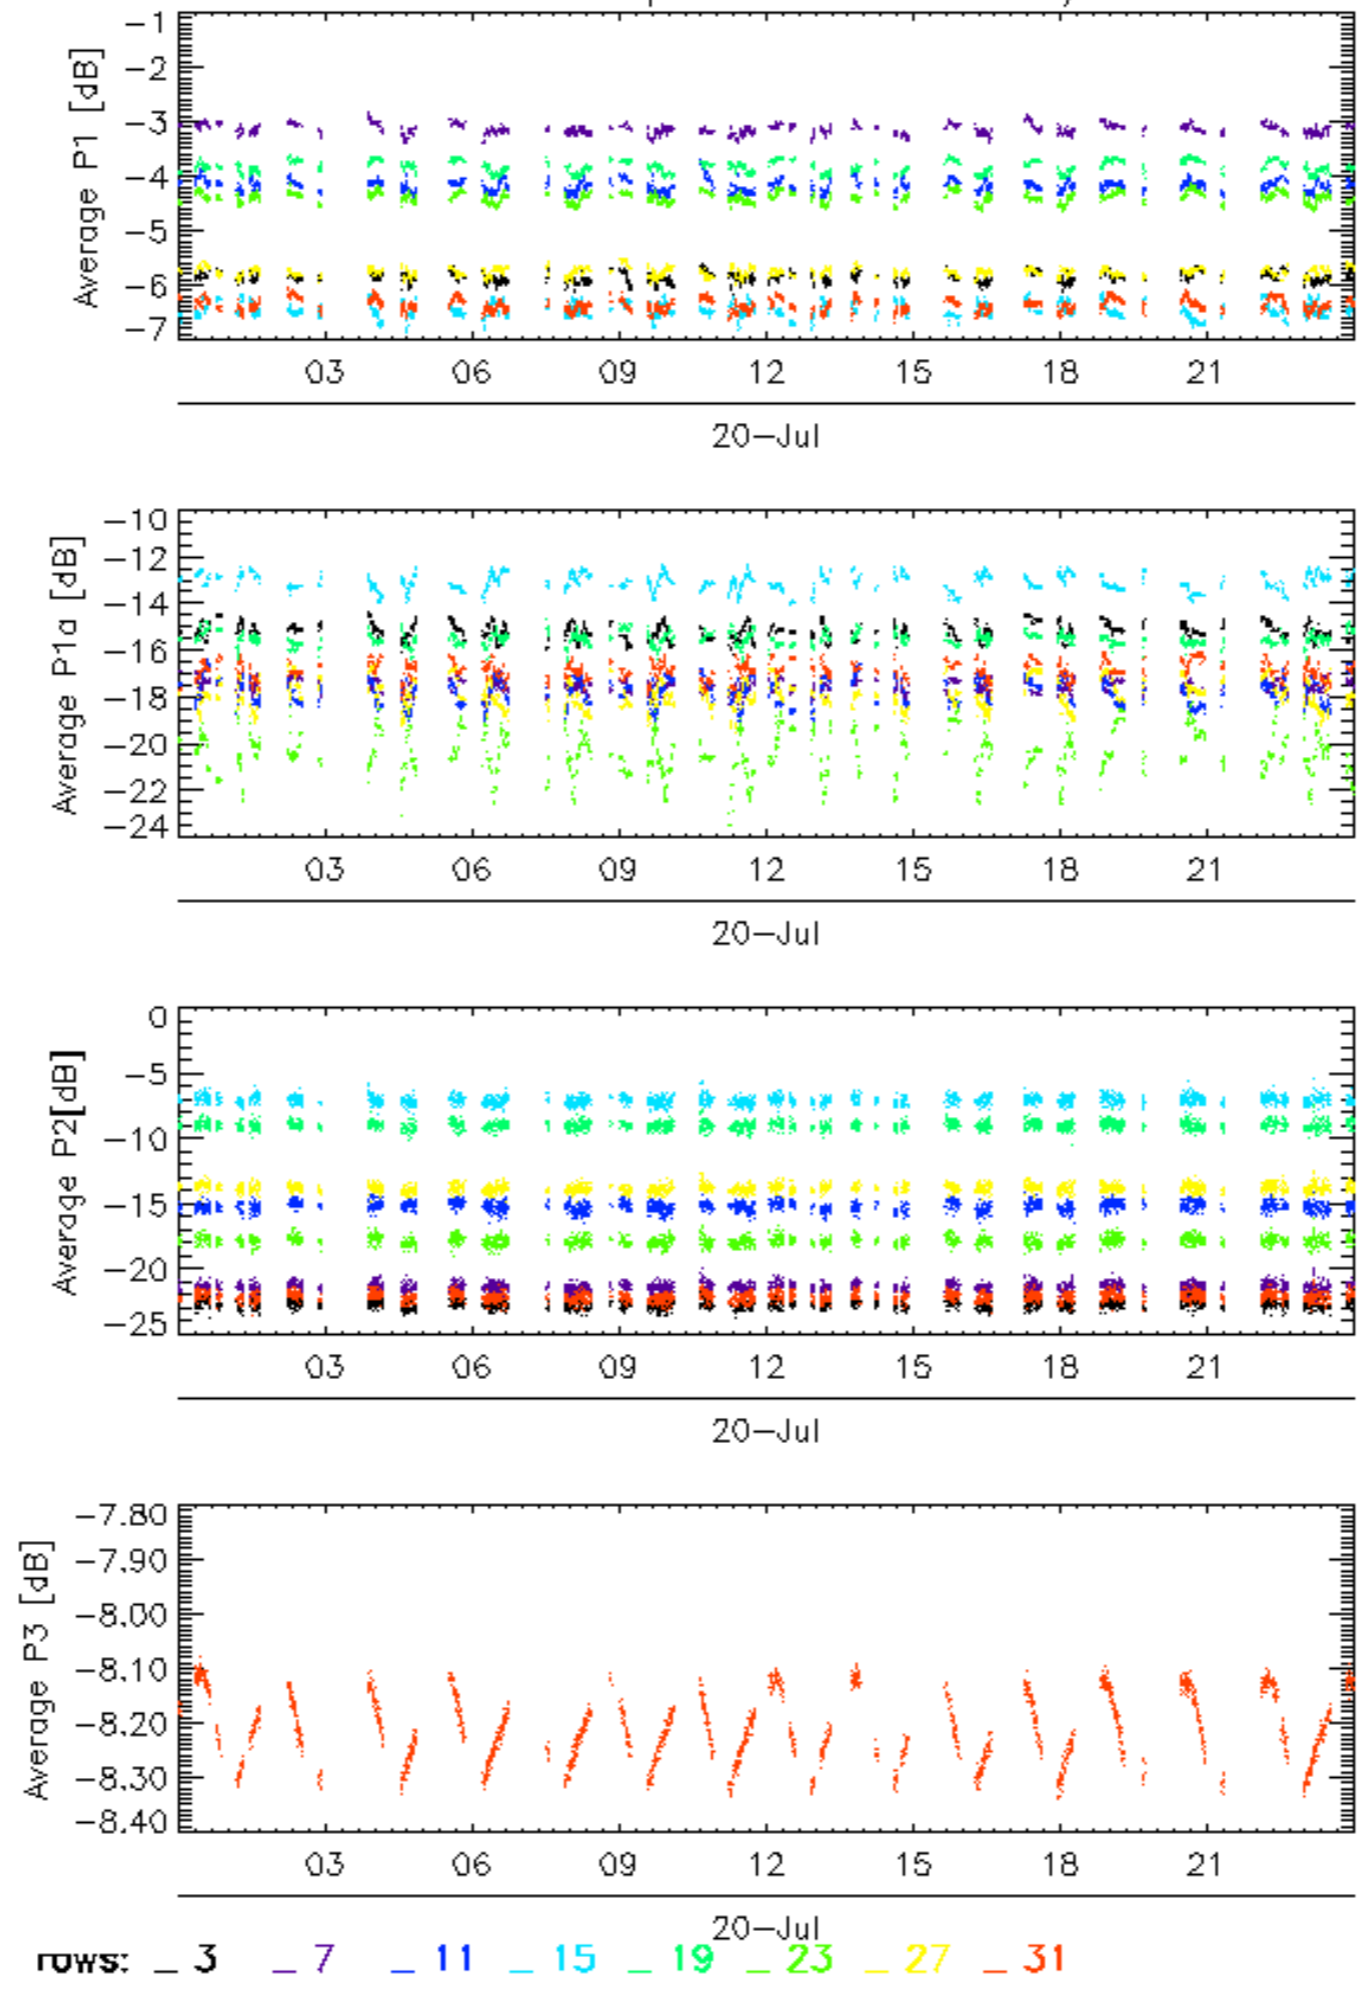 Average P1 [dB]
-1
-2
-3
-4
-5
-6
-7
03 06 09 12 15 18 21
20-Jul
Average P1a [dB]
-10
-12
-14
-16
-18
-20
-22
-24
03 06 09 12 15 18 21
20-Jul
Average P2[dB]
0
-5
-10
-15
-20
-25
03 06 09 12 15 18 21
20-Jul
Average P3 [dB]
-7.80
-7.90
-8.00
-8.10
-8.20
-8.30
-8.40
03 06 09 12 15 18 21
20-Jul
rows: _ 3 _ 7 _ 11 _ 15 _ 19 _ 23 _ 27 _ 31